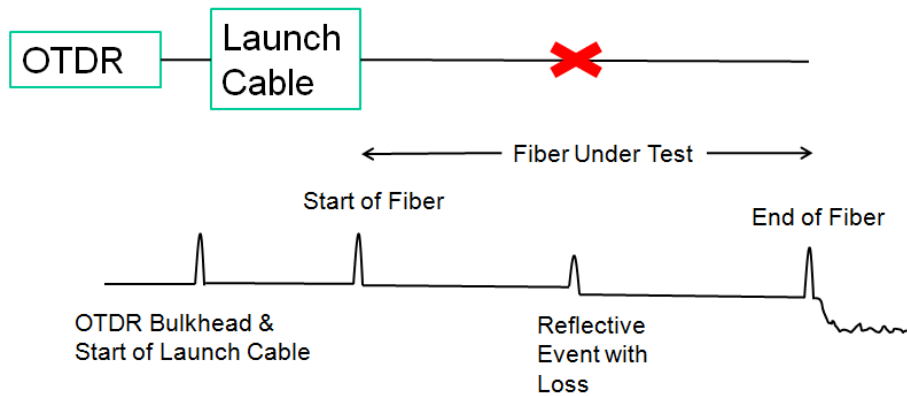 OTDR
Launch
Cable
Fiber Under Test
Start of Fiber
End of Fiber
OTDR Bulkhead &
Start of Launch Cable
Reflective
Event with
Loss